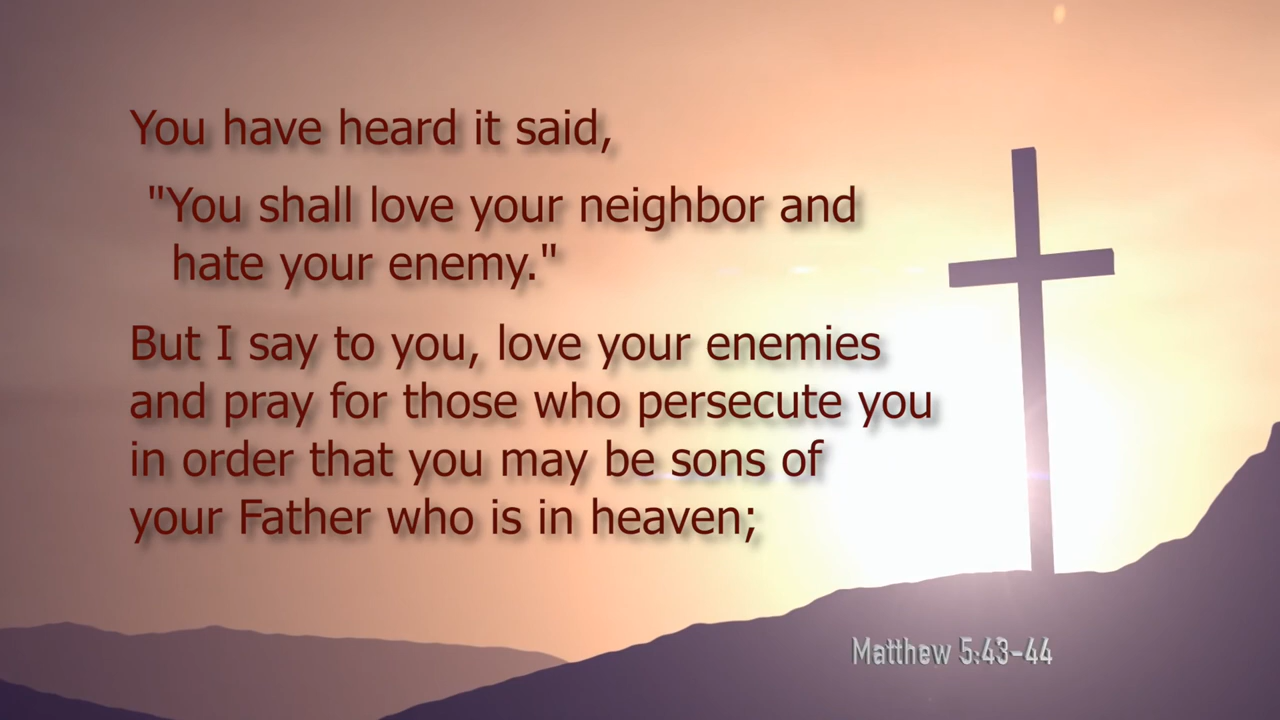 You have heard it said,
"You shall love your neighbor and
hate your enemy."
But I say to you, love your enemies
and pray for those who persecute you
in order that you may be sons of
your Father who is in heaven;
Matthew 5:43-44